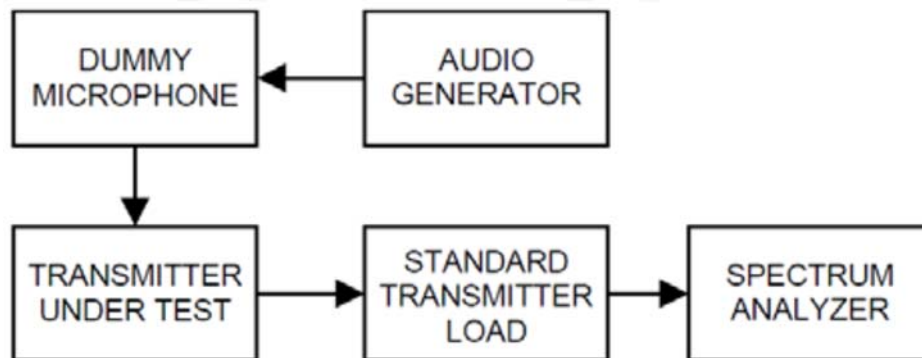 DUMMY
MICROPHONE
AUDIO
GENERATOR
TRANSMITTER
UNDER TEST
STANDARD
TRANSMITTER
LOAD
SPECTRUM
ANALYZER